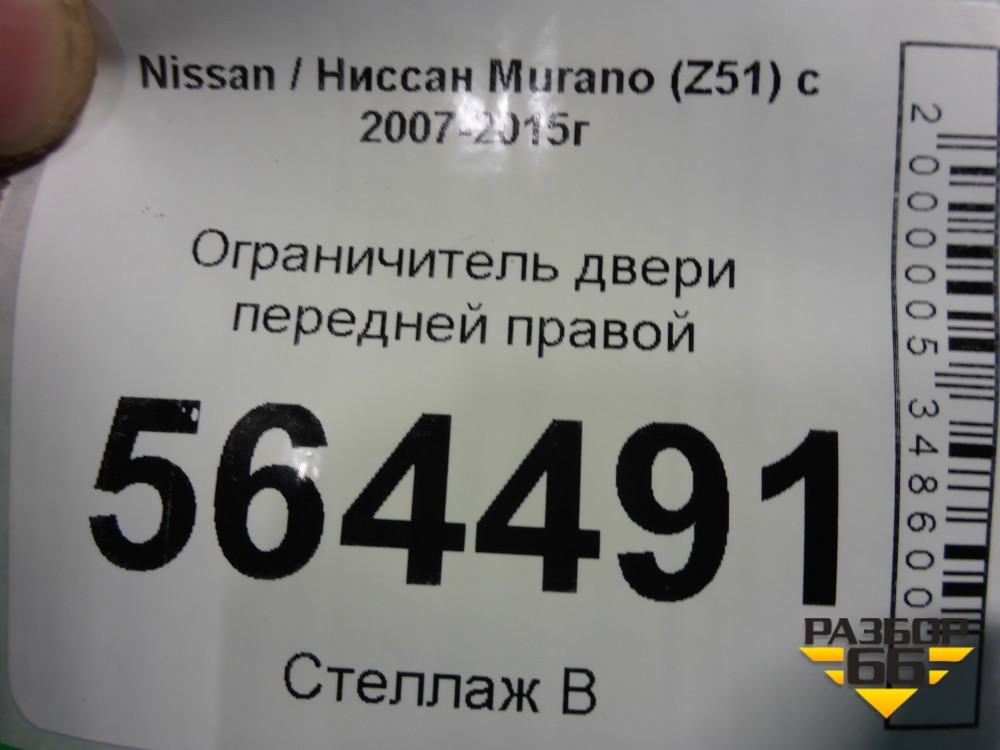 Nissan / Ниссан Murano (Z51) с
2007-2015г
Ограничитель двери
передней правой
564491
Стеллаж В
2000005348600
РАЗБОР
66